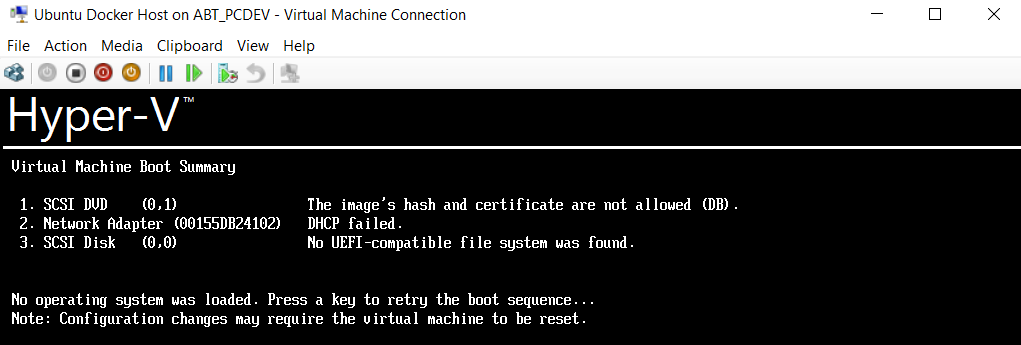 Ubuntu Docker Host on ABT_PCDEV - Virtual Machine Connection
File Action Media Clipboard View Help
Hyper-V™
Virtual Machine Boot Summary
1. SCSI DVD (0,1) The image's hash and certificate are not allowed (DB).
2. Network Adapter (00155DB24102) DHCP failed.
3. SCSI Disk (0,0) No UEFI-compatible file system was found.
No operating system was loaded. Press a key to retry the boot sequence...
Note: Configuration changes may require the virtual machine to be reset.